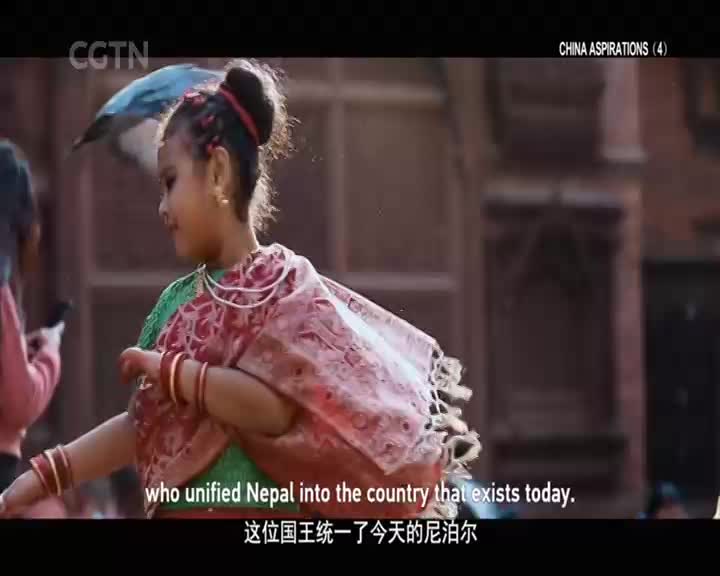 CGTN
CHINA ASPIRATIONS (4)
who unified Nepal into the country that exists today.
这位国王统一了今天的尼泊尔